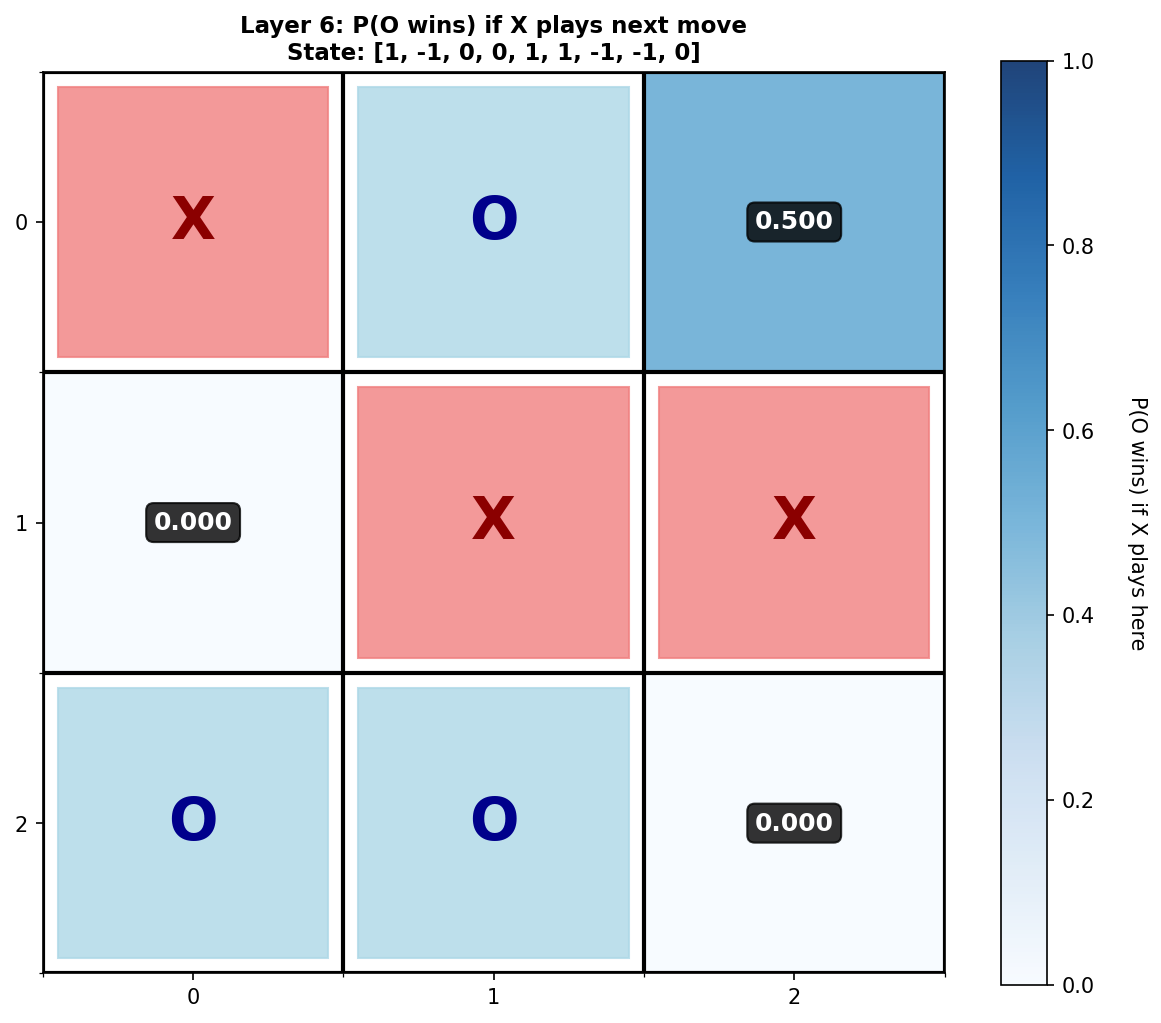 Layer 6: P(O wins) if X plays next move
State: [1, -1, 0, 0, 1, 1, -1, -1, 0]
0
X
O
0.500
1
0.000
X
X
2
O
O
0.000
0
1
2
1.0
0.8
0.6
0.4
0.2
0.0
P(O wins) if X plays here